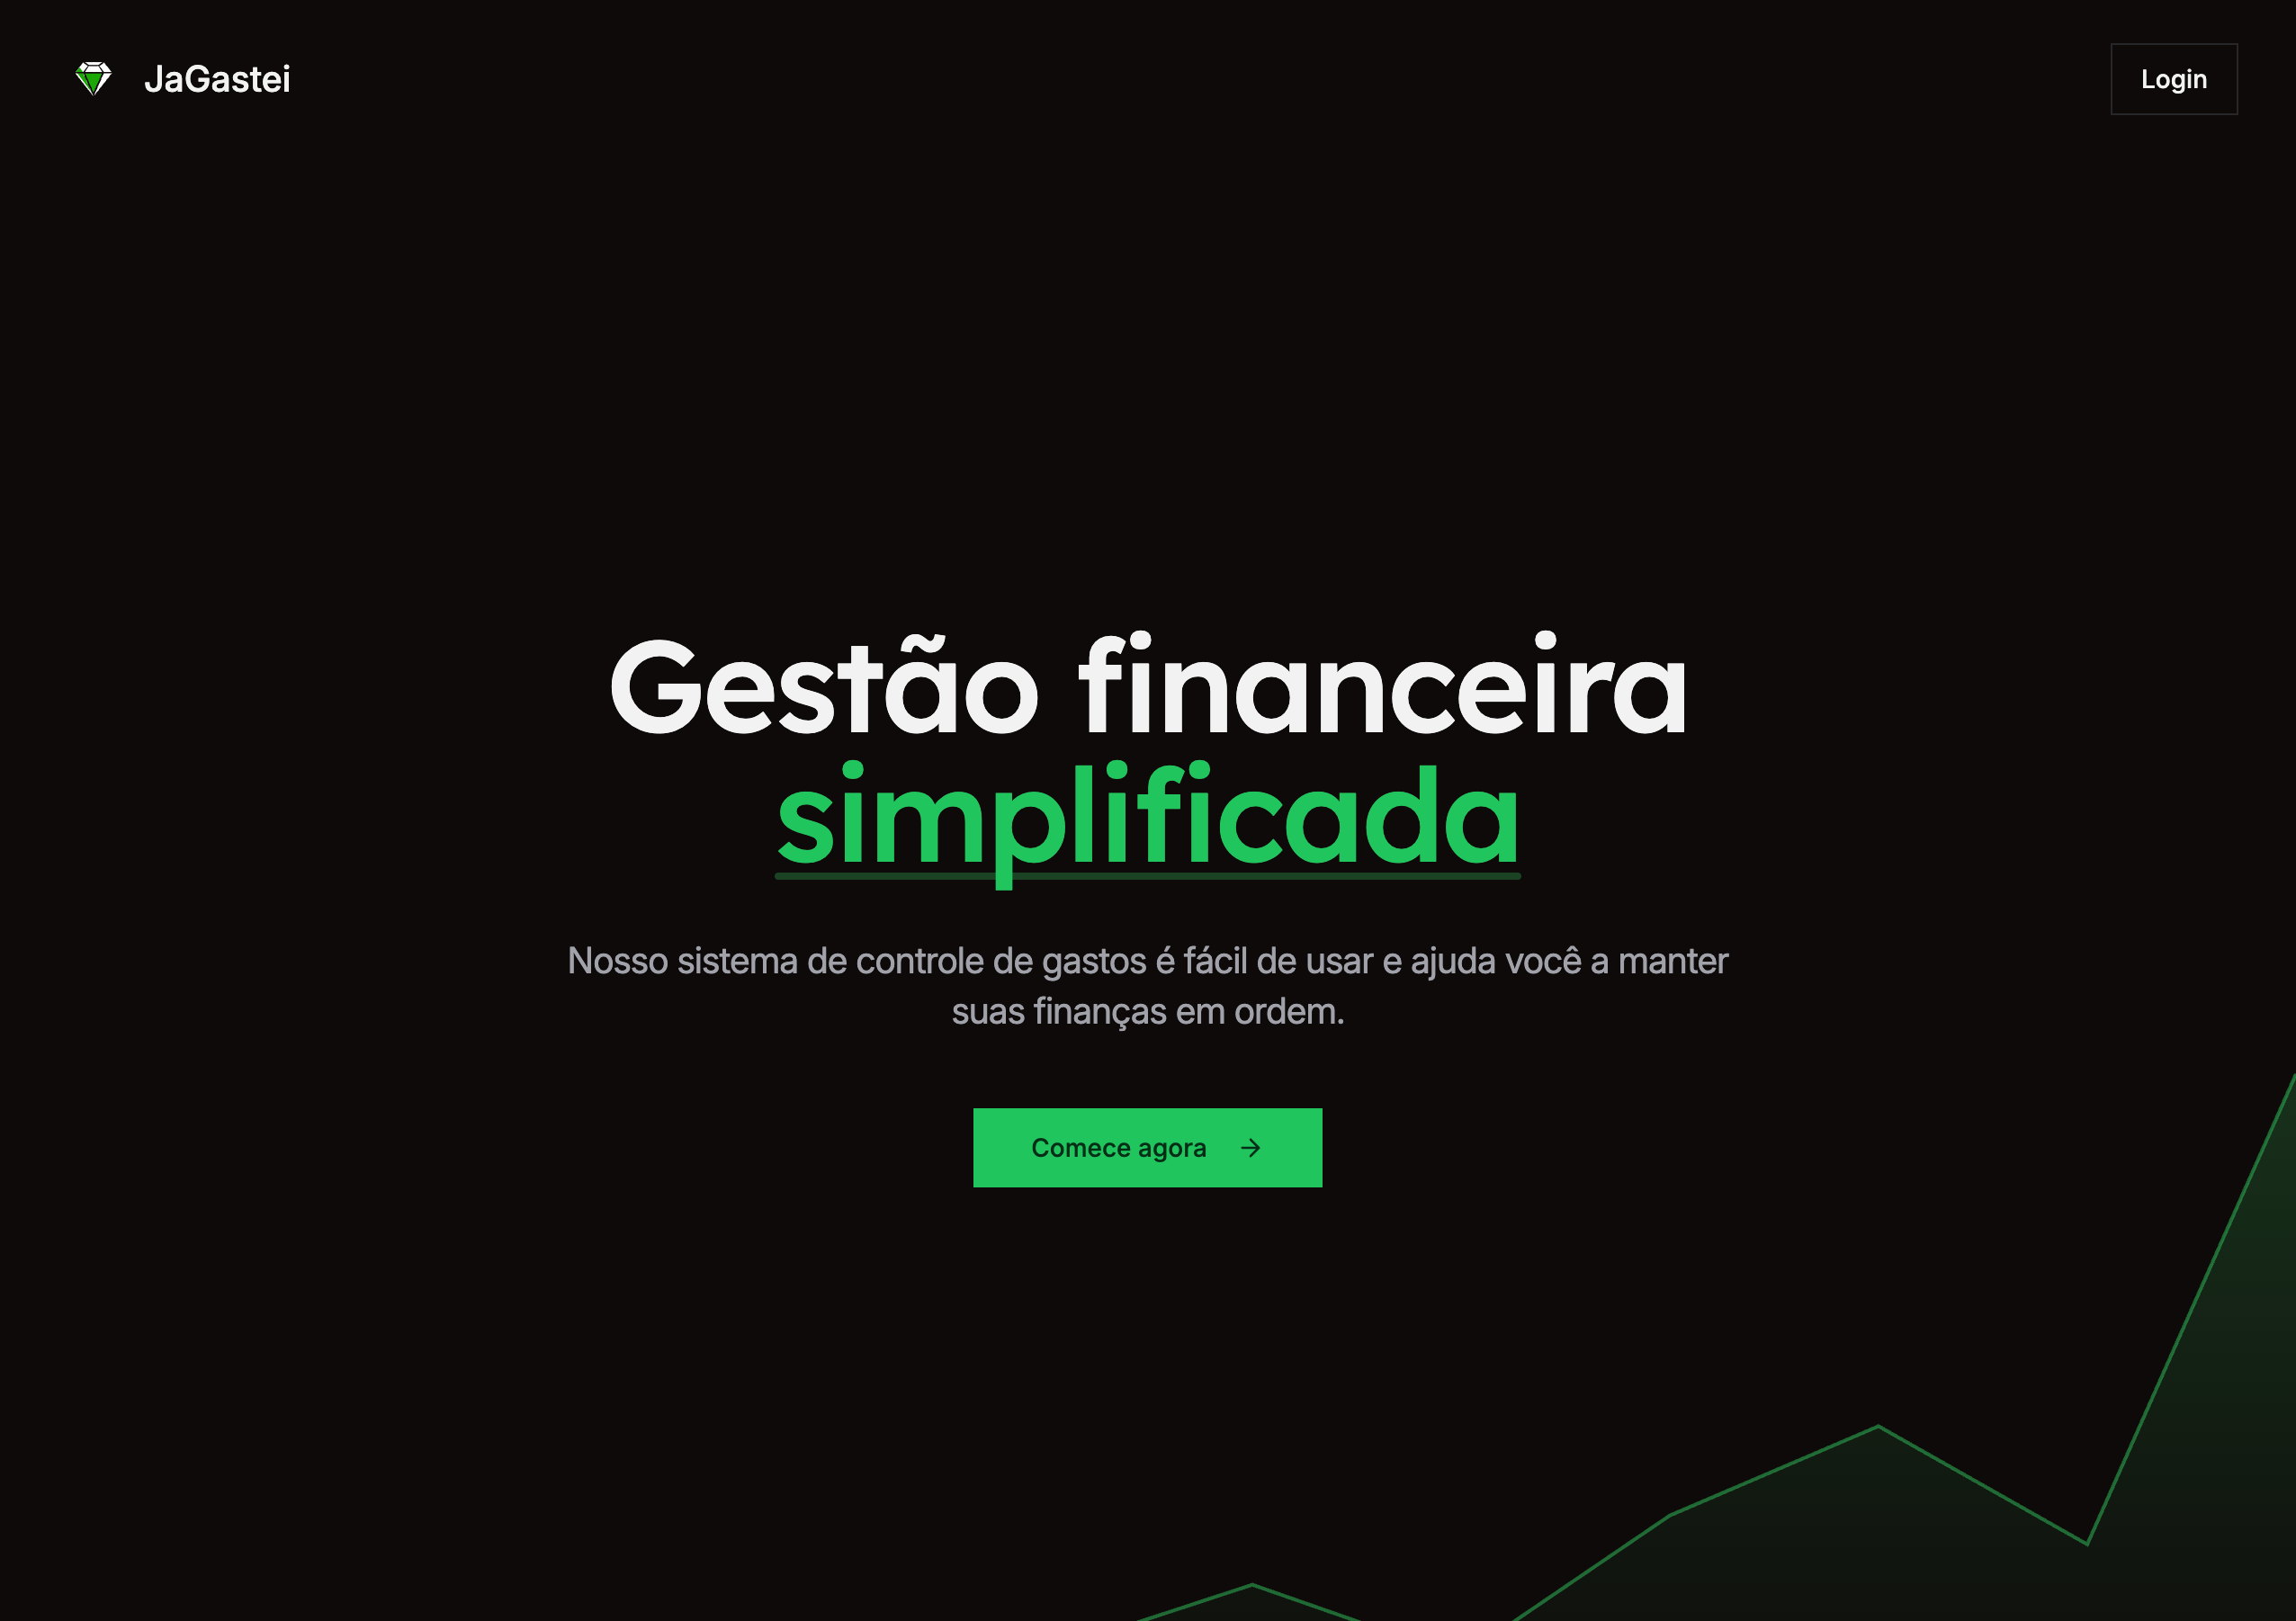 JaGastei
Login
Gestão financeira
simplificada
Nosso sistema de controle de gastos é fácil de usar e ajuda você a manter
suas finanças em ordem.
Comece agora